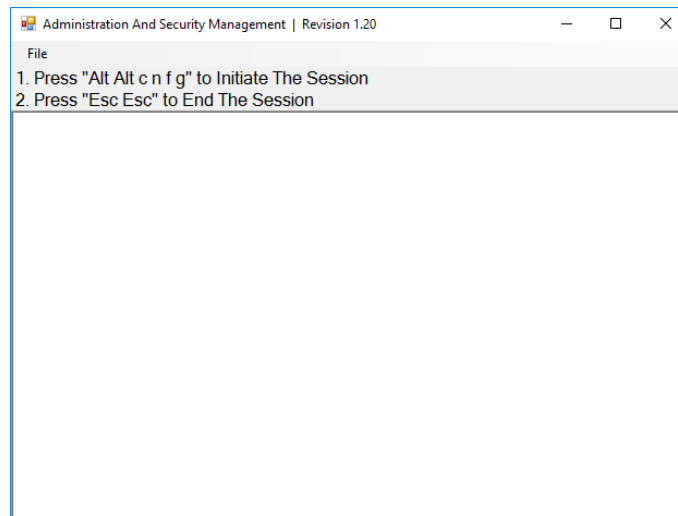 Administration And Security Management | Revision 1.20
File
1. Press "Alt Alt c n f g" to Initiate The Session
2. Press "Esc Esc" to End The Session